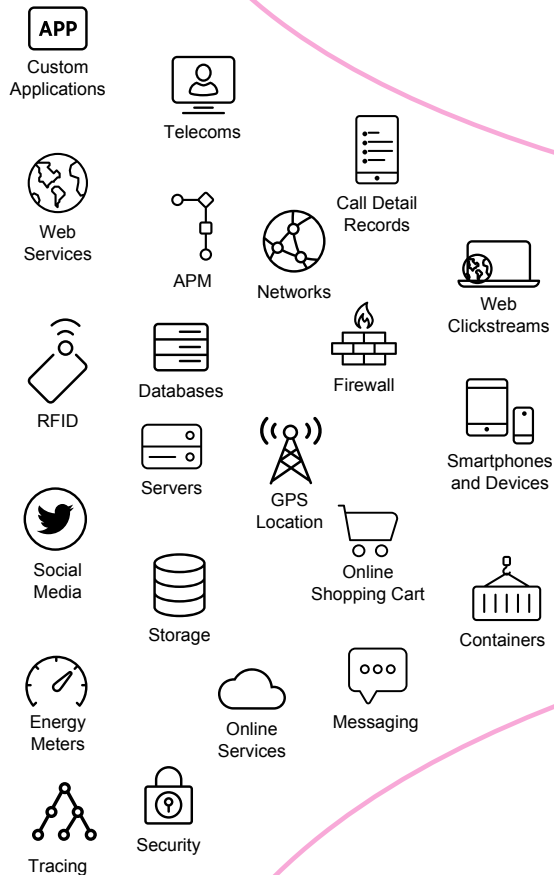 APP
Custom
Applications
Telecoms
Call Detail
Records
Web
Services
APM
Networks
Web
Clickstreams
RFID
Databases
Firewall
Smartphones
and Devices
Servers
GPS
Location
Social
Media
Online
Shopping Cart
Storage
Containers
Energy
Meters
Online
Services
Messaging
Security
Tracing